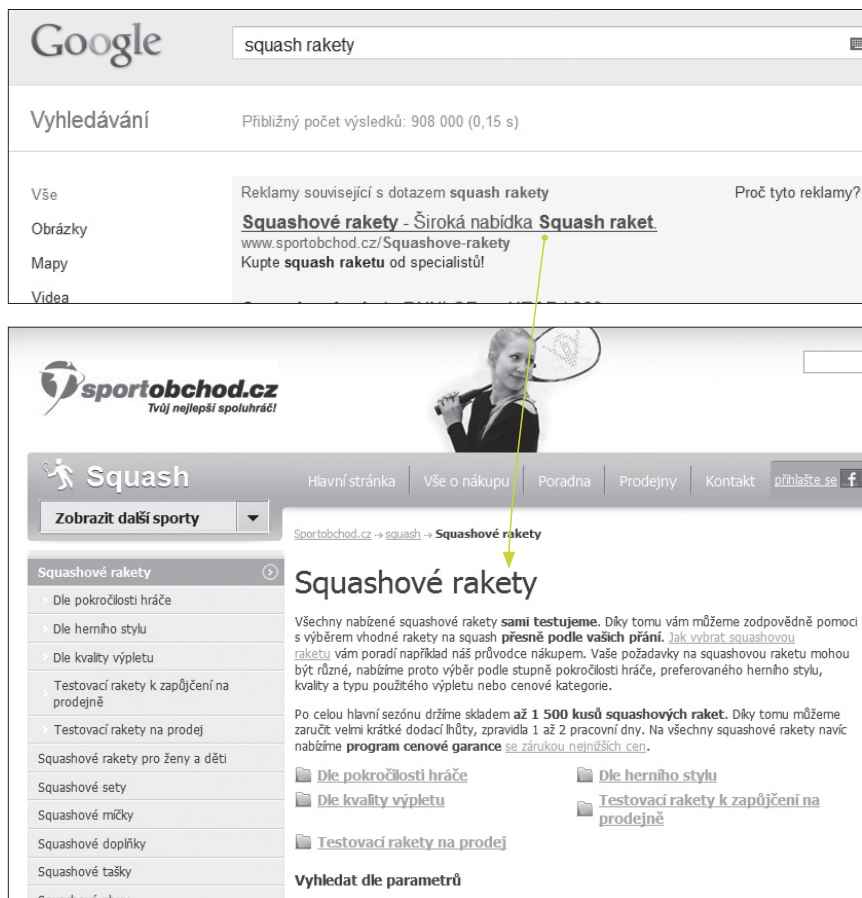 Google
squash rakety
Vyhledávání
Přibližný počet výsledků: 908 000 (0,15 s)
Vše
Obrázky
Mapy
Videa
Reklamy související s dotazem squash rakety
Proč tyto reklamy?
Squashové rakety - Široká nabídka Squash raket.
www.sportobchod.cz/Squashove-rakety
Kupte squash raketu od specialistů!
sportobchod.cz
Tvůj nejlepší spoluhráč!
Squash
Hlavní stránka
Vše o nákupu
Poradna
Prodejny
Kontakt
přihlašte se
Zobrazit další sporty
Sportobchod.cz → squash → Squashové rakety
Squashové rakety
Dle pokročilosti hráče
Dle herního stylu
Dle kvality výpletu
Testovací rakety k zapůjčení na
prodejně
Testovací rakety na prodej
Squashové rakety pro ženy a děti
Squashové sety
Squashové míčky
Squashové doplňky
Squashové tašky
Squashové rakety
Všechny nabízené squashové rakety sami testujeme. Díky tomu vám můžeme zodpovědně pomoci
s výběrem vhodné rakety na squash přesně podle vašich přání. Jak vybrat squashovou
raketu vám poradí například náš průvodce nákupem. Vaše požadavky na squashovou raketu mohou
být různé, nabízíme proto výběr podle stupně pokročilosti hráče, preferovaného herního stylu,
kvality a typu použitého výpletu nebo cenové kategorie.
Po celou hlavní sezónu držíme skladem až 1 500 kusů squashových raket. Díky tomu můžeme
zaručit velmi krátké dodací lhůty, zpravidla 1 až 2 pracovní dny. Na všechny squashové rakety navíc
nabízíme program cenové garance se zárukou nejnižších cen.
Dle pokročilosti hráče
Dle herního stylu
Dle kvality výpletu
Testovací rakety k zapůjčení na
prodejně
Testovací rakety na prodej
Vyhledat dle parametrů